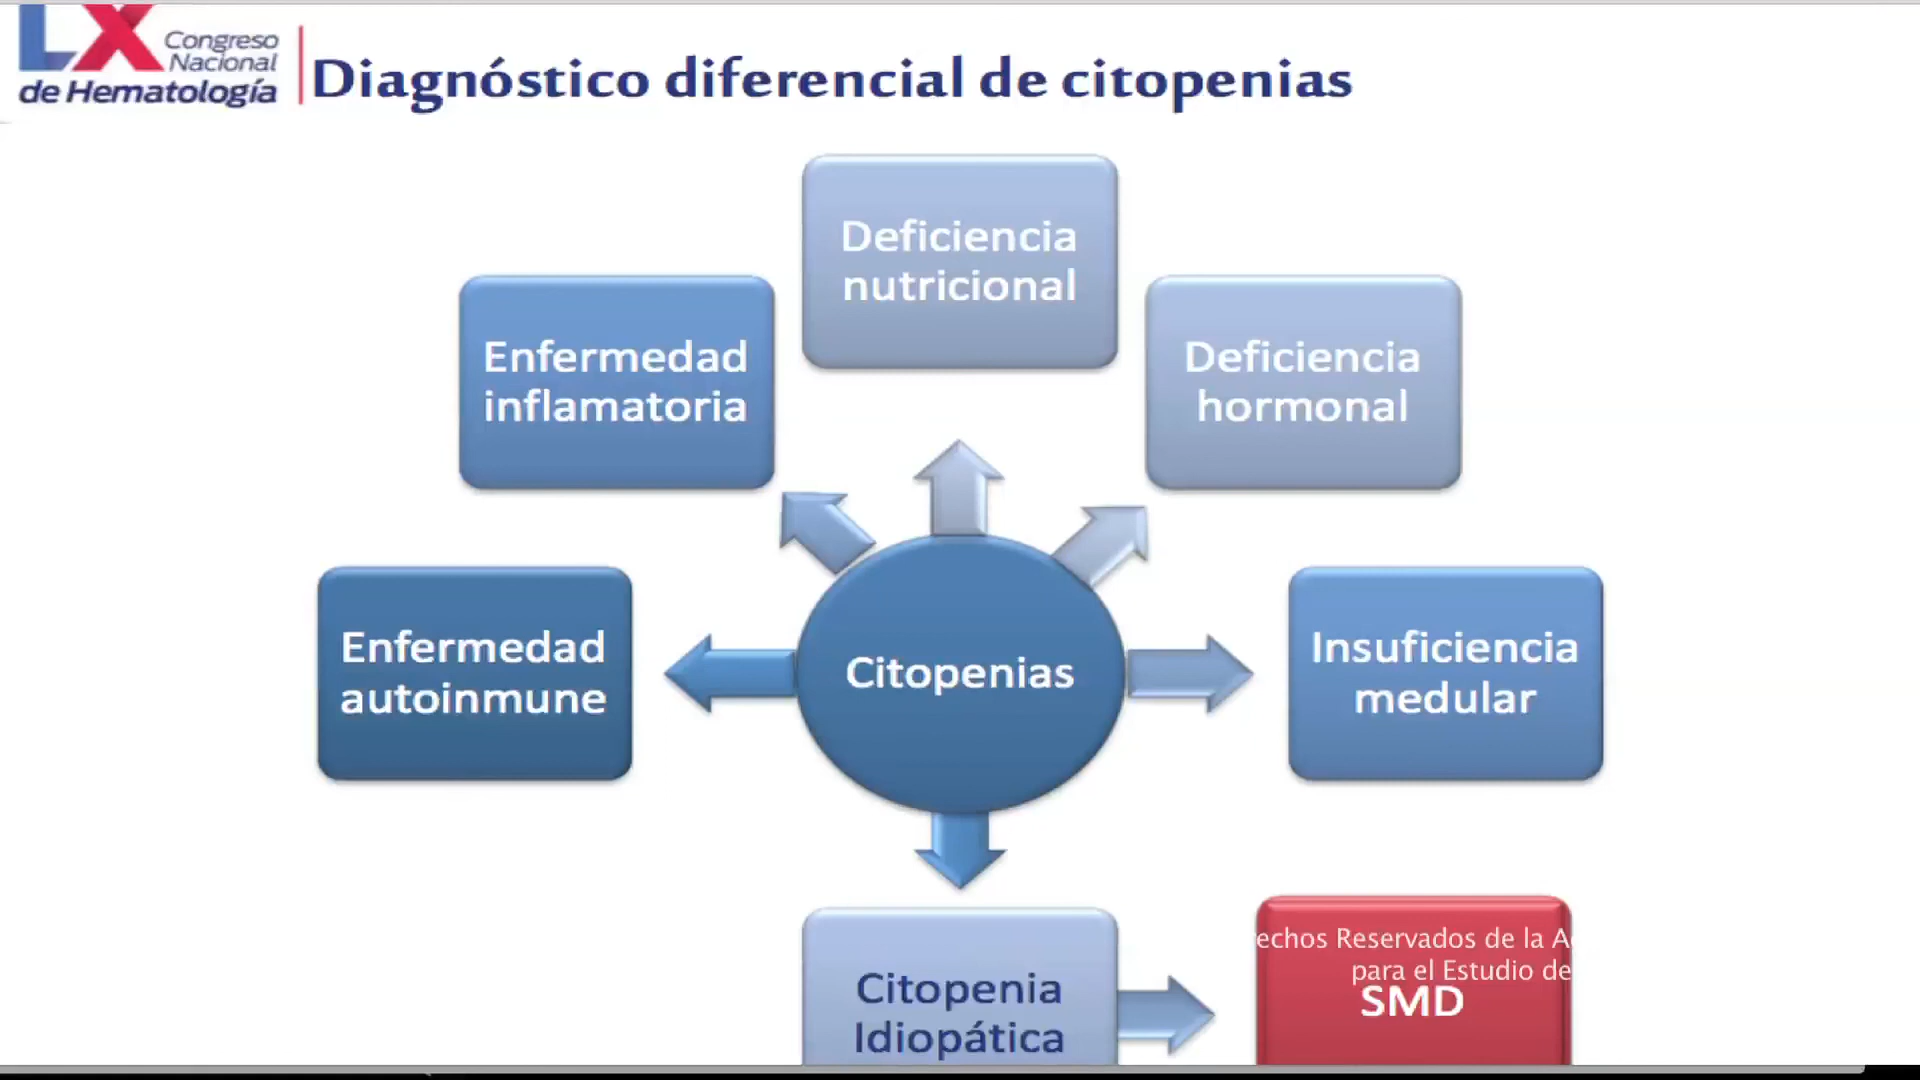 LX Congreso
Nacional
de Hematología
Diagnóstico diferencial de citopenias
Deficiencia
nutricional
Enfermedad
inflamatoria
Deficiencia
hormonal
Enfermedad
autoinmune
Citopenias
Insuficiencia
medular
Citopenia
Idiopática
echos Reservados de la A
para el Estudio de
SMD